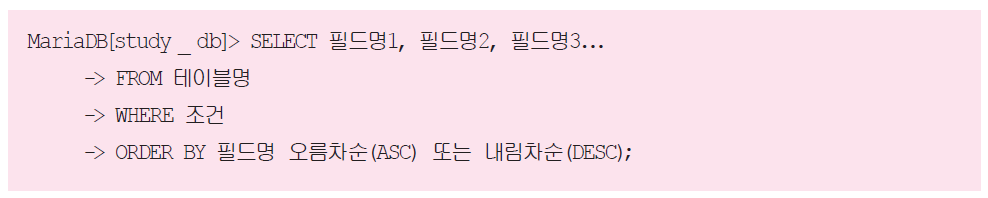 MariaDB[study _ db]> SELECT 필드명1, 필드명2, 필드명3...
-> FROM 테이블명
-> WHERE 조건
-> ORDER BY 필드명 오름차순(ASC) 또는 내림차순(DESC);